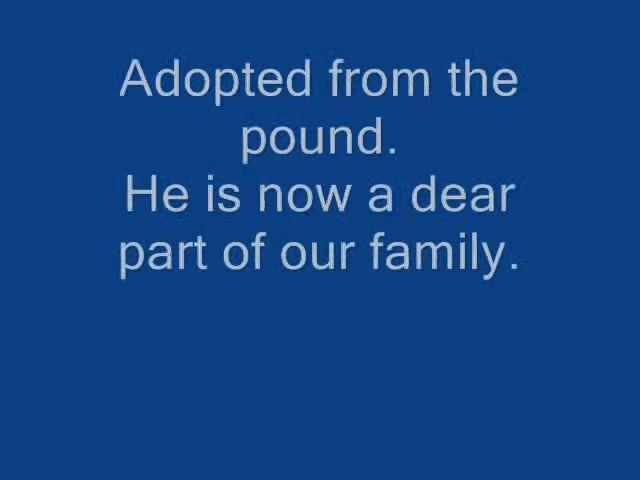 Adopted from the
pound.
He is now a dear
part of our family.